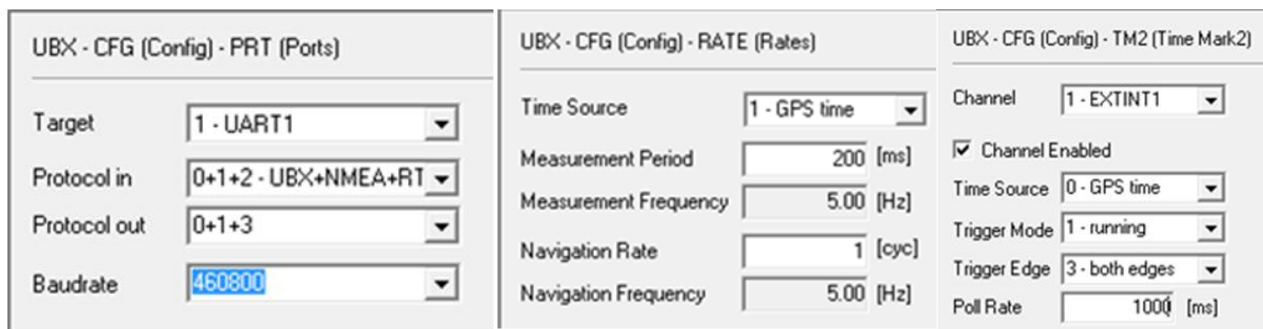 UBX - CFG (Config) - PRT (Ports)
Target 1 - UART1
Protocol in 0+1+2 - UBX+NMEA+RT
Protocol out 0+1+3
Baudrate 460800
UBX - CFG (Config) - RATE (Rates)
Time Source 1 - GPS time
Measurement Period 200 [ms]
Measurement Frequency 5.00 [Hz]
Navigation Rate 1 [cyc]
Navigation Frequency 5.00 [Hz]
UBX - CFG (Config) - TM2 (Time Mark2)
Channel 1 - EXTINT1
Channel Enabled
Time Source 0 - GPS time
Trigger Mode 1 - running
Trigger Edge 3 - both edges
Poll Rate 1000 [ms]